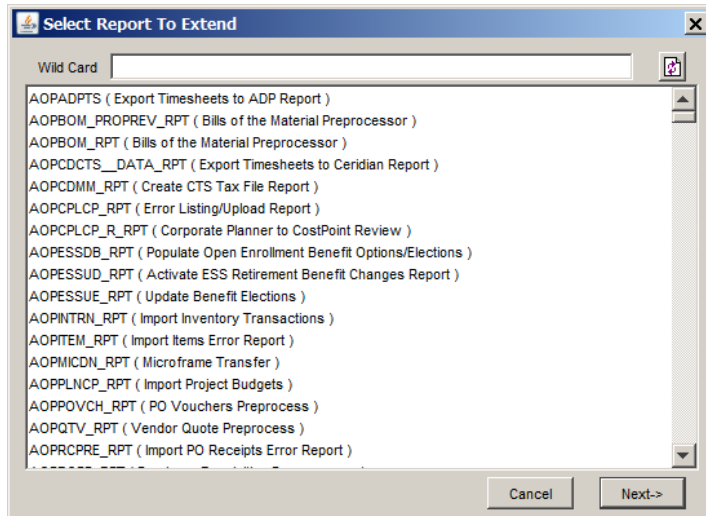 Select Report To Extend
Wild Card
AOPADPTS ( Export Timesheets to ADP Report )
AOPBOM_PROPREV_RPT ( Bills of the Material Preprocessor )
AOPBOM_RPT ( Bills of the Material Preprocessor )
AOPCDCTS__DATA_RPT ( Export Timesheets to Ceridian Report )
AOPCDMM_RPT ( Create CTS Tax File Report )
AOPCPLCP_RPT ( Error Listing/Upload Report )
AOPCPLCP_R_RPT ( Corporate Planner to CostPoint Review )
AOPESSDB_RPT ( Populate Open Enrollment Benefit Options/Elections )
AOPESSUD_RPT ( Activate ESS Retirement Benefit Changes Report )
AOPESSUE_RPT ( Update Benefit Elections )
AOPINTRN_RPT ( Import Inventory Transactions )
AOPITEM_RPT ( Import Items Error Report )
AOPMICDN_RPT ( Microframe Transfer )
AOPPLNCP_RPT ( Import Project Budgets )
AOPPOVCH_RPT ( PO Vouchers Preprocess )
AOPQTV_RPT ( Vendor Quote Preprocess )
AOPRCPRE_RPT ( Import PO Receipts Error Report )
Cancel Next->